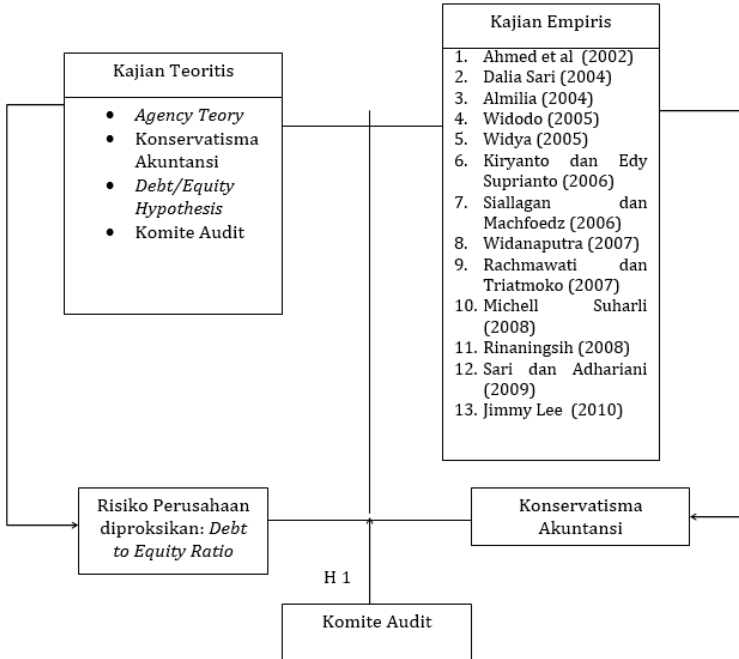 Kajian Teoritis
• Agency Teory
• Konservatisma
Akuntansi
• Debt/Equity
Hypothesis
• Komite Audit
Kajian Empiris
1. Ahmed et al (2002)
2. Dalia Sari (2004)
3. Almilia (2004)
4. Widodo (2005)
5. Widya (2005)
6. Kiryanto dan Edy
Suprianto (2006)
7. Siallagan dan
Machfoedz (2006)
8. Widanaputra (2007)
9. Rachmawati dan
Triatmoko (2007)
10. Michell Suharli
(2008)
11. Rinaningsih (2008)
12. Sari dan Adhariani
(2009)
13. Jimmy Lee (2010)
Risiko Perusahaan
diproksikan: Debt
to Equity Ratio
Konservatisma
Akuntansi
H 1
Komite Audit